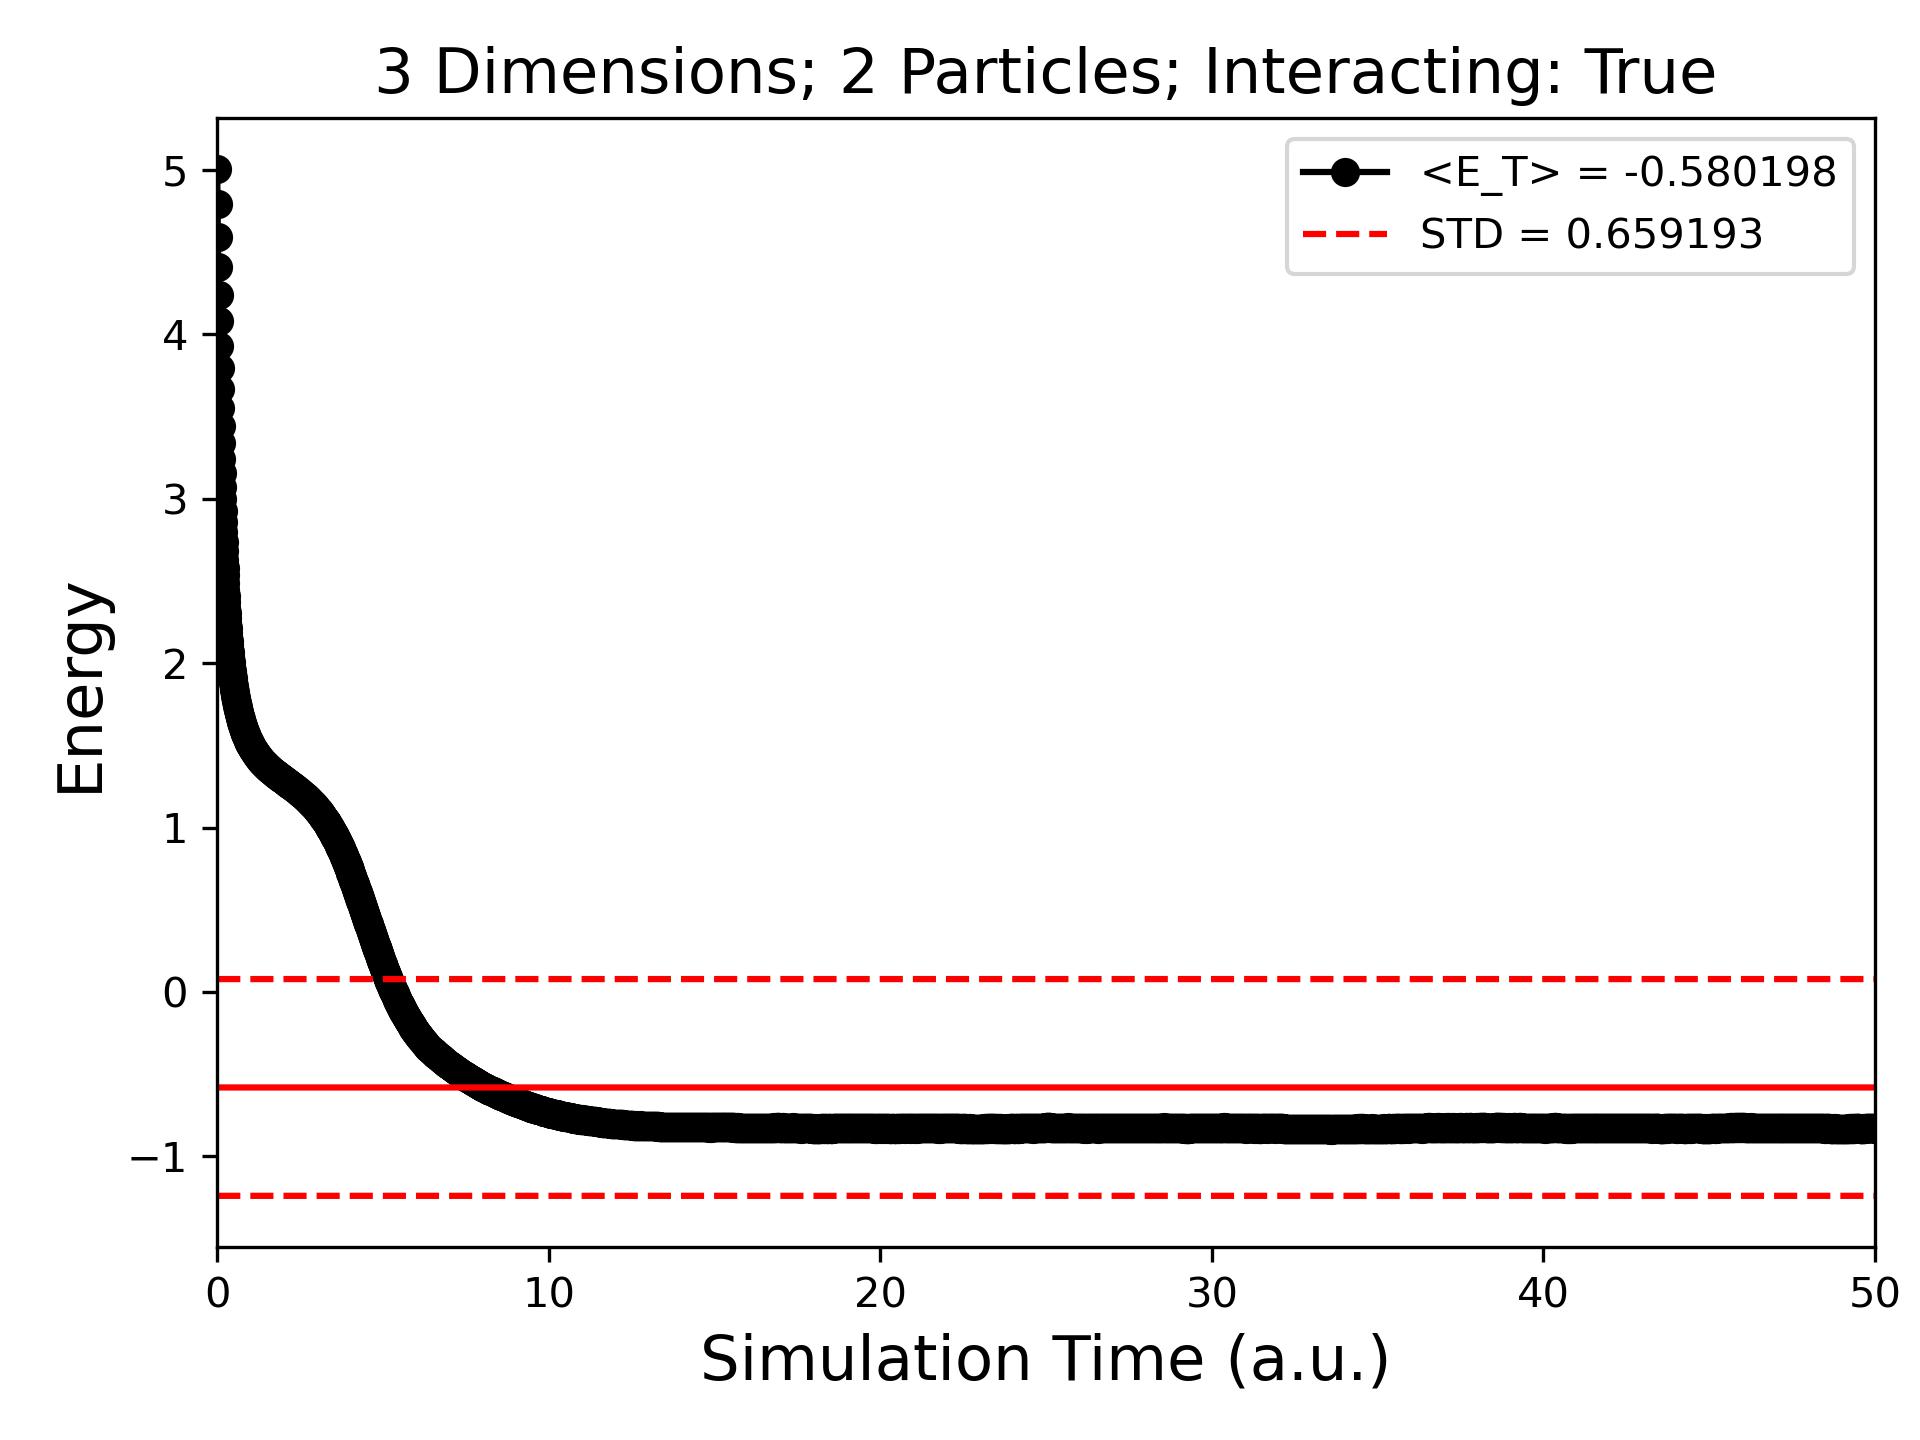 3 Dimensions; 2 Particles; Interacting: True
<E_T> = -0.580198
STD = 0.659193
Energy
5
4
3
2
1
0
−1
0 10 20 30 40 50
Simulation Time (a.u.)